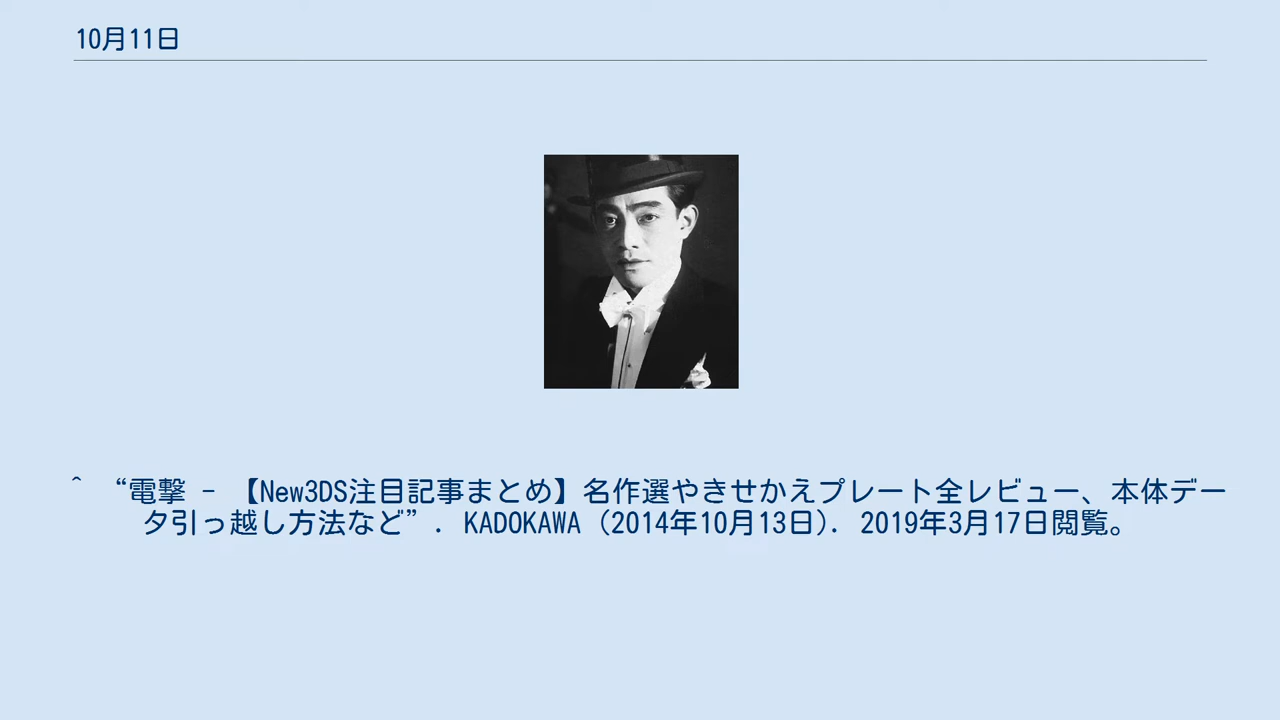 10月11日
^ “電撃 - 【New3DS注目記事まとめ】名作選やきせかえプレート全レビュー、本体デー
タ引っ越し方法など”. KADOKAWA (2014年10月13日). 2019年3月17日閲覧。